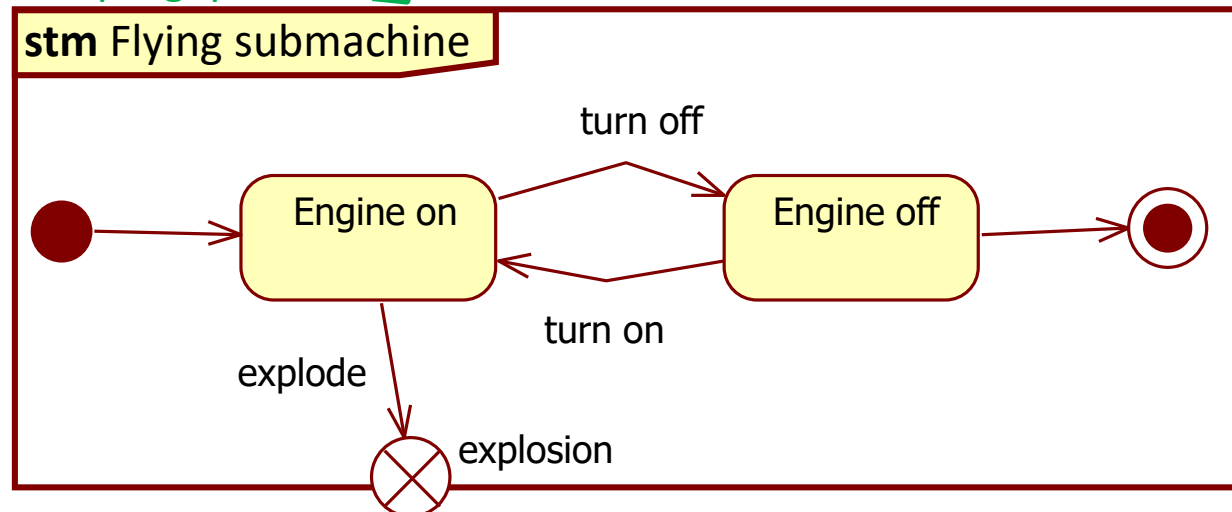 stm Flying submachine
turn off
Engine on
Engine off
turn on
explode
explosion